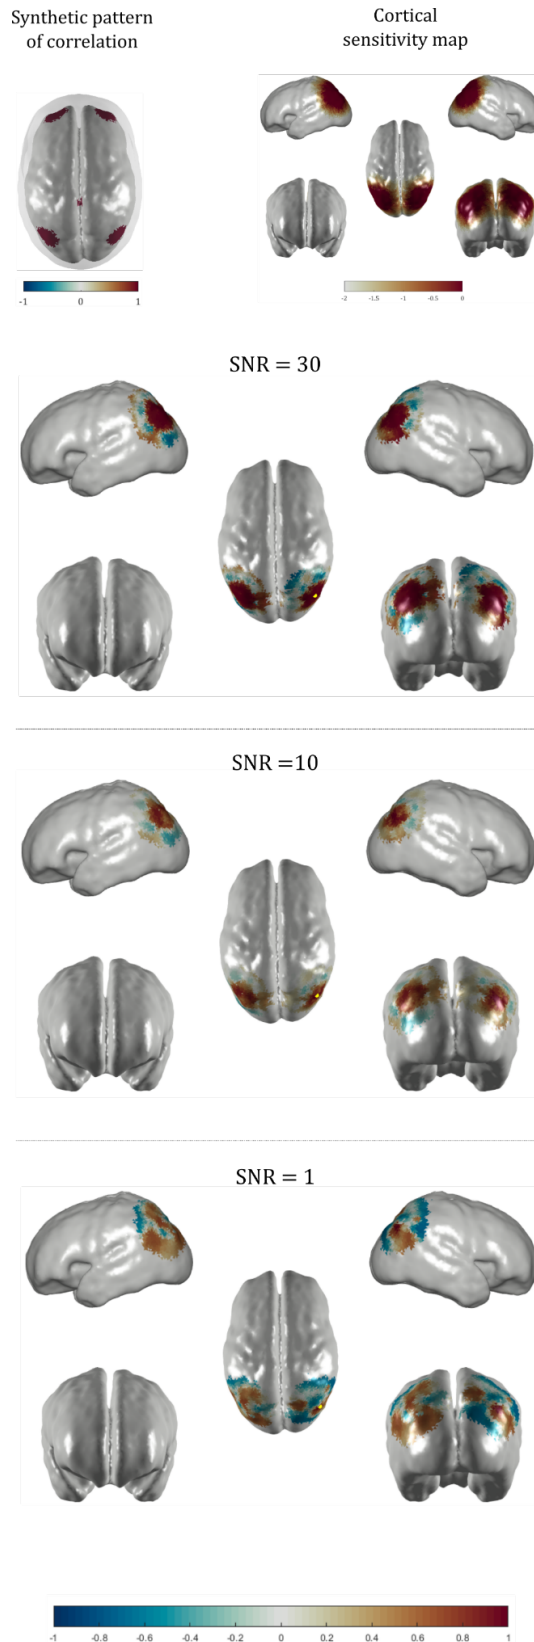 Synthetic pattern
of correlation
Cortical
sensitivity map
-1 0 1
-2 -1.5 -1 -0.5 0
SNR = 30
SNR =10
SNR = 1
-1 -0.8 -0.6 -0.4 -0.2 0 0.2 0.4 0.6 0.8 1